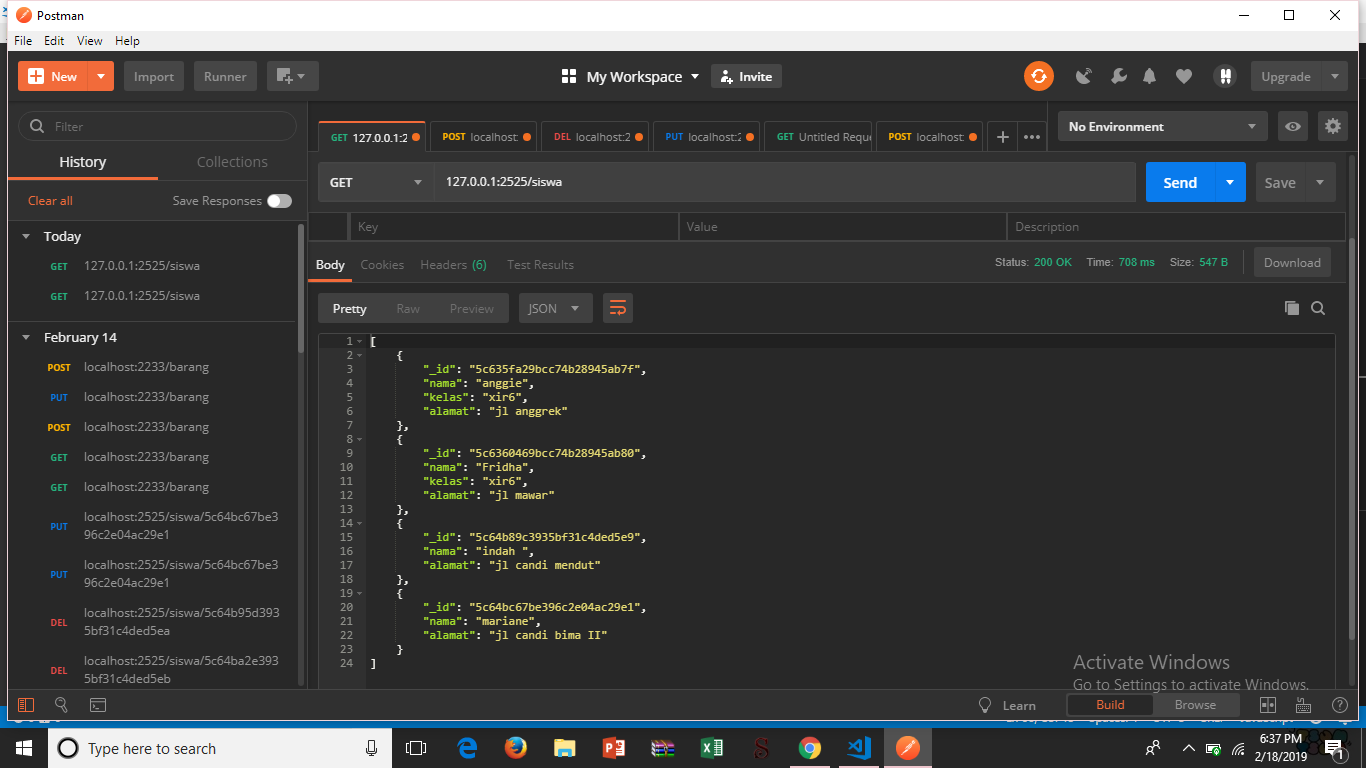 Postman
File Edit View Help
New Import Runner My Workspace Invite Upgrade
Filter
History Collections
Clear all Save Responses
Today
GET 127.0.0.1:2525/siswa
GET 127.0.0.1:2525/siswa
February 14
POST localhost:2233/barang
PUT localhost:2233/barang
POST localhost:2233/barang
GET localhost:2233/barang
GET localhost:2233/barang
PUT localhost:2525/siswa/5c64bc67be3
96c2e04ac29e1
PUT localhost:2525/siswa/5c64bc67be3
96c2e04ac29e1
DEL localhost:2525/siswa/5c64b95d393
5bf31c4ded5ea
DEL localhost:2525/siswa/5c64ba2e393
5bf31c4ded5eb
GET 127.0.0.1:2 POST localhost: DEL localhost:2 PUT localhost:2 GET Untitled Reque POST localhost: No Environment
GET 127.0.0.1:2525/siswa Send Save
Key Value Description
Body Cookies Headers (6) Test Results Status: 200 OK Time: 708 ms Size: 547 B Download
Pretty Raw Preview JSON
1 [
2 {
3 "_id": "5c635fa29bcc74b28945ab7f",
4 "nama": "anggie",
5 "kelas": "xir6",
6 "alamat": "jl anggrek"
7 },
8 {
9 "_id": "5c6360469bcc74b28945ab80",
10 "nama": "Fridha",
11 "kelas": "xir6",
12 "alamat": "jl mawar"
13 },
14 {
15 "_id": "5c64b89c3935bf31c4ded5e9",
16 "nama": "indah ",
17 "alamat": "jl candi mendut"
18 },
19 {
20 "_id": "5c64bc67be396c2e04ac29e1",
21 "nama": "mariane",
22 "alamat": "jl candi bima II"
23 }
24 ]
Activate Windows
Go to Settings to activate Windows.
Learn Build Browse
Type here to search
6:37 PM
2/18/2019
1